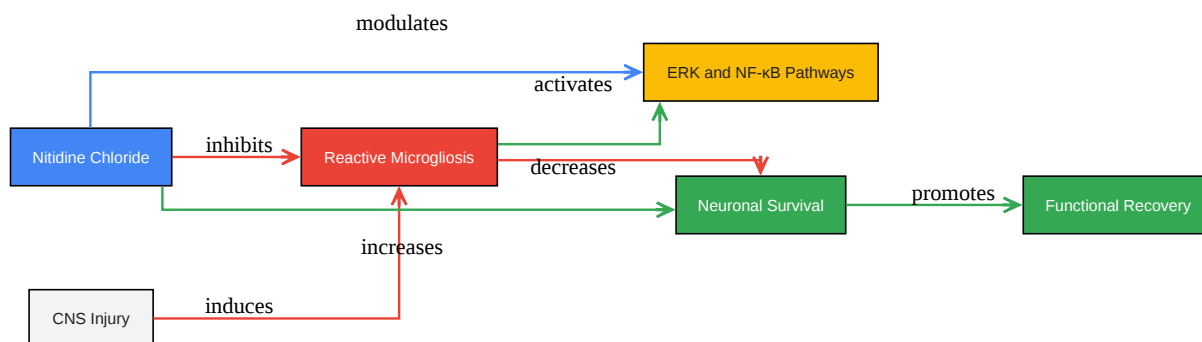 modulates
ERK and NF-κB Pathways
activates
Nitidine Chloride
inhibits
Reactive Microgliosis
decreases
Neuronal Survival
promotes
Functional Recovery
increases
CNS Injury
induces